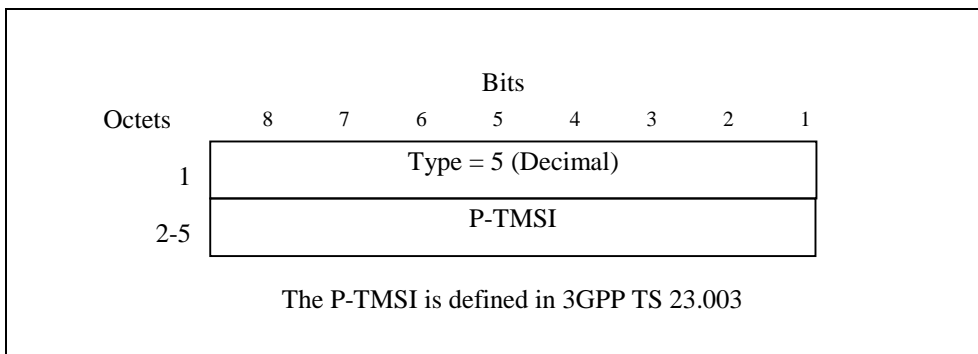 Bits
Octets 8 7 6 5 4 3 2 1
1 Type = 5 (Decimal)
2-5 P-TMSI
The P-TMSI is defined in 3GPP TS 23.003